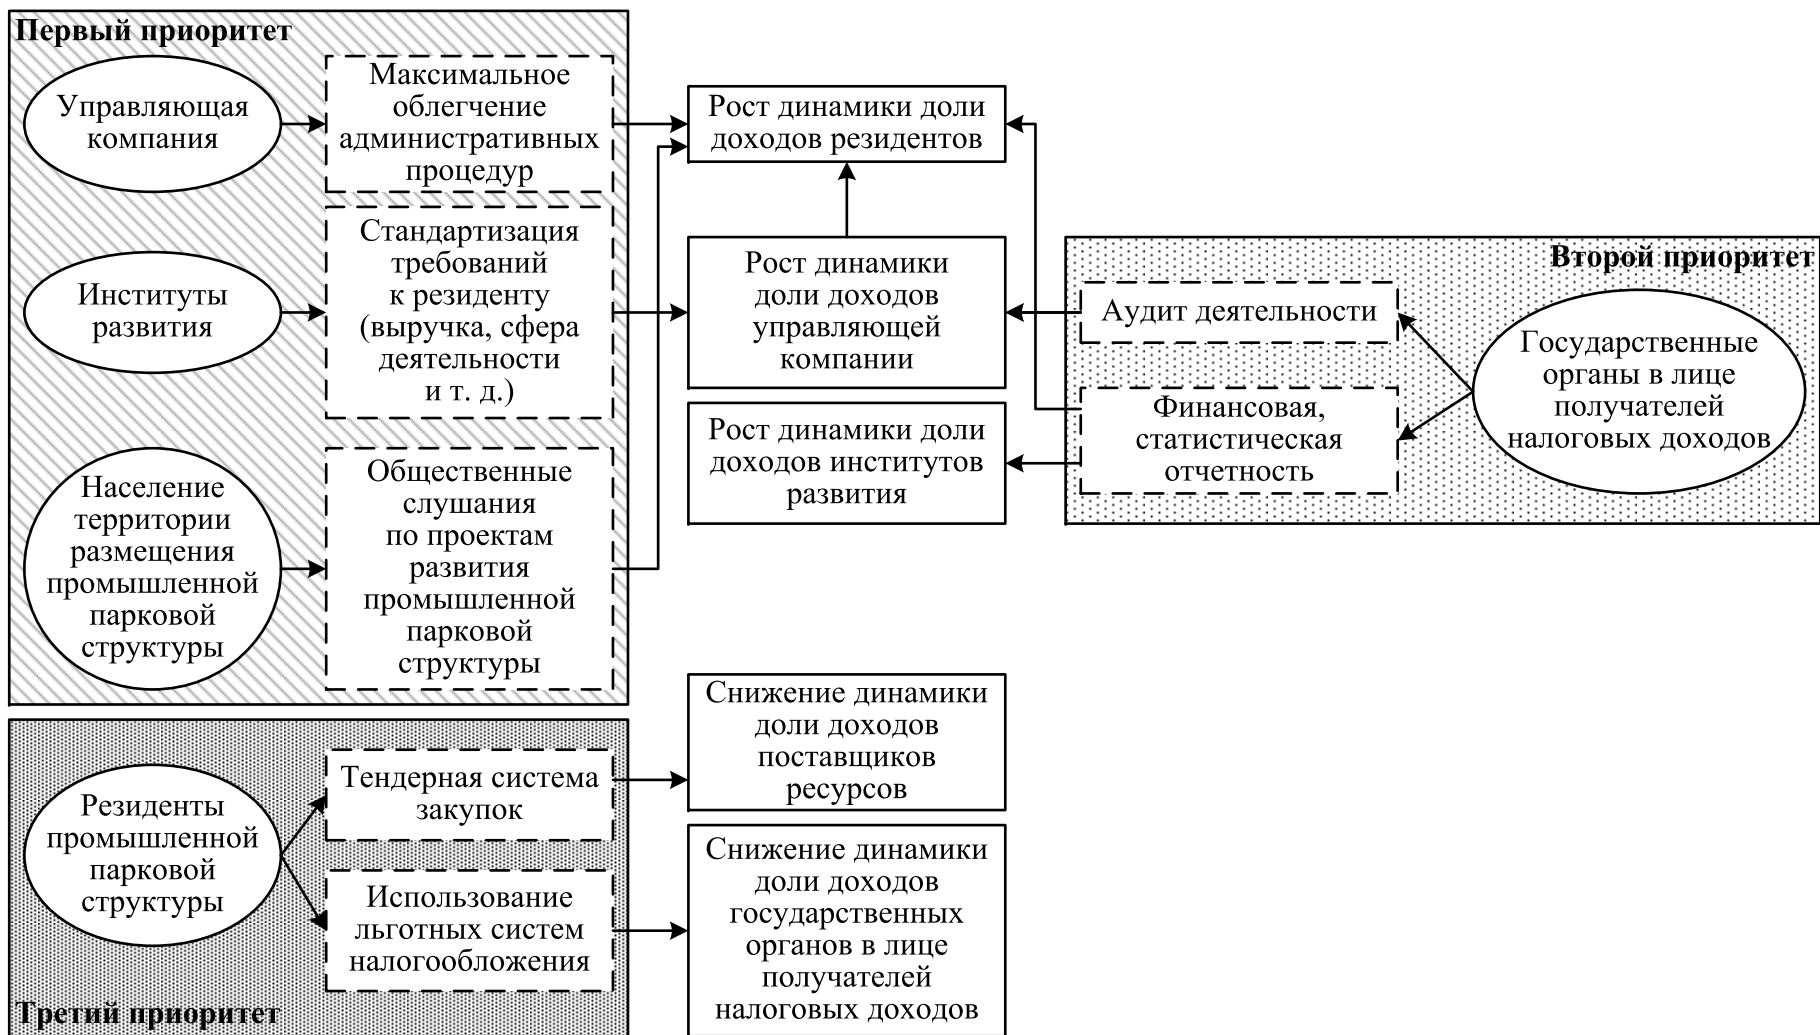 Первый приоритет
Управляющая
компания
Максимальное
облегчение
административных
процедур
Институты
развития
Стандартизация
требований
к резиденту
(выручка, сфера
деятельности
и т. д.)
Население
территории
размещения
промышленной
парковой
структуры
Общественные
слушания
по проектам
развития
промышленной
парковой
структуры
Рост динамики доли
доходов резидентов
Рост динамики
доли доходов
управляющей
компании
Рост динамики доли
доходов институтов
развития
Второй приоритет
Аудит деятельности
Финансовая,
статистическая
отчетность
Государственные
органы в лице
получателей
налоговых доходов
Резиденты
промышленной
парковой
структуры
Тендерная система
закупок
Использование
льготных систем
налогообложения
Третий приоритет
Снижение динамики
доли доходов
поставщиков
ресурсов
Снижение динамики
доли доходов
государственных
органов в лице
получателей
налоговых доходов